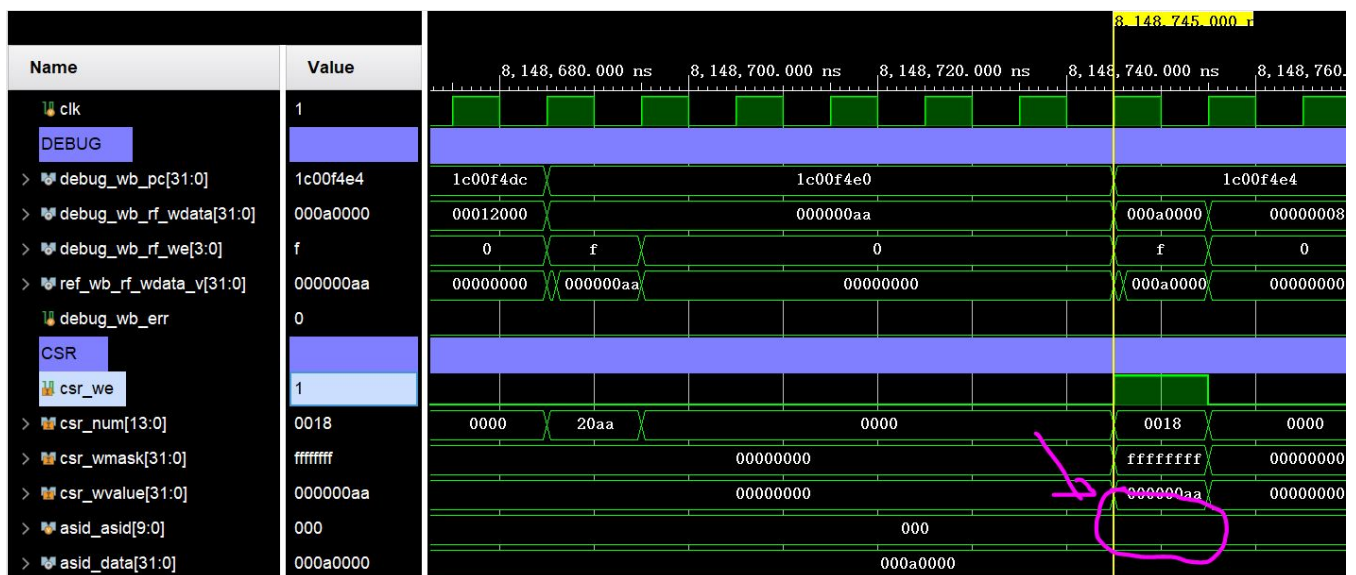 8,148,745.000 n
Name Value
8,148,680.000 ns 8,148,700.000 ns 8,148,720.000 ns 8,148,740.000 ns 8,148,760.
clk 1
DEBUG
debug_wb_pc[31:0] 1c00f4e4 1c00f4dc 1c00f4e0 1c00f4e4
debug_wb_rf_wdata[31:0] 000a0000 00012000 000000aa 000a0000 00000008
debug_wb_rf_we[3:0] f 0 f 0 f 0
ref_wb_rf_wdata_v[31:0] 000000aa 00000000 000000aa 00000000 000a0000 00000000
debug_wb_err 0
CSR
csr_we 1
csr_num[13:0] 0018 0000 20aa 0000 0018 0000
csr_wmask[31:0] ffffffff 00000000 ffffffff 00000000
csr_wvalue[31:0] 000000aa 00000000 000000aa 00000000
asid_asid[9:0] 000 000
asid_data[31:0] 000a0000 000a0000